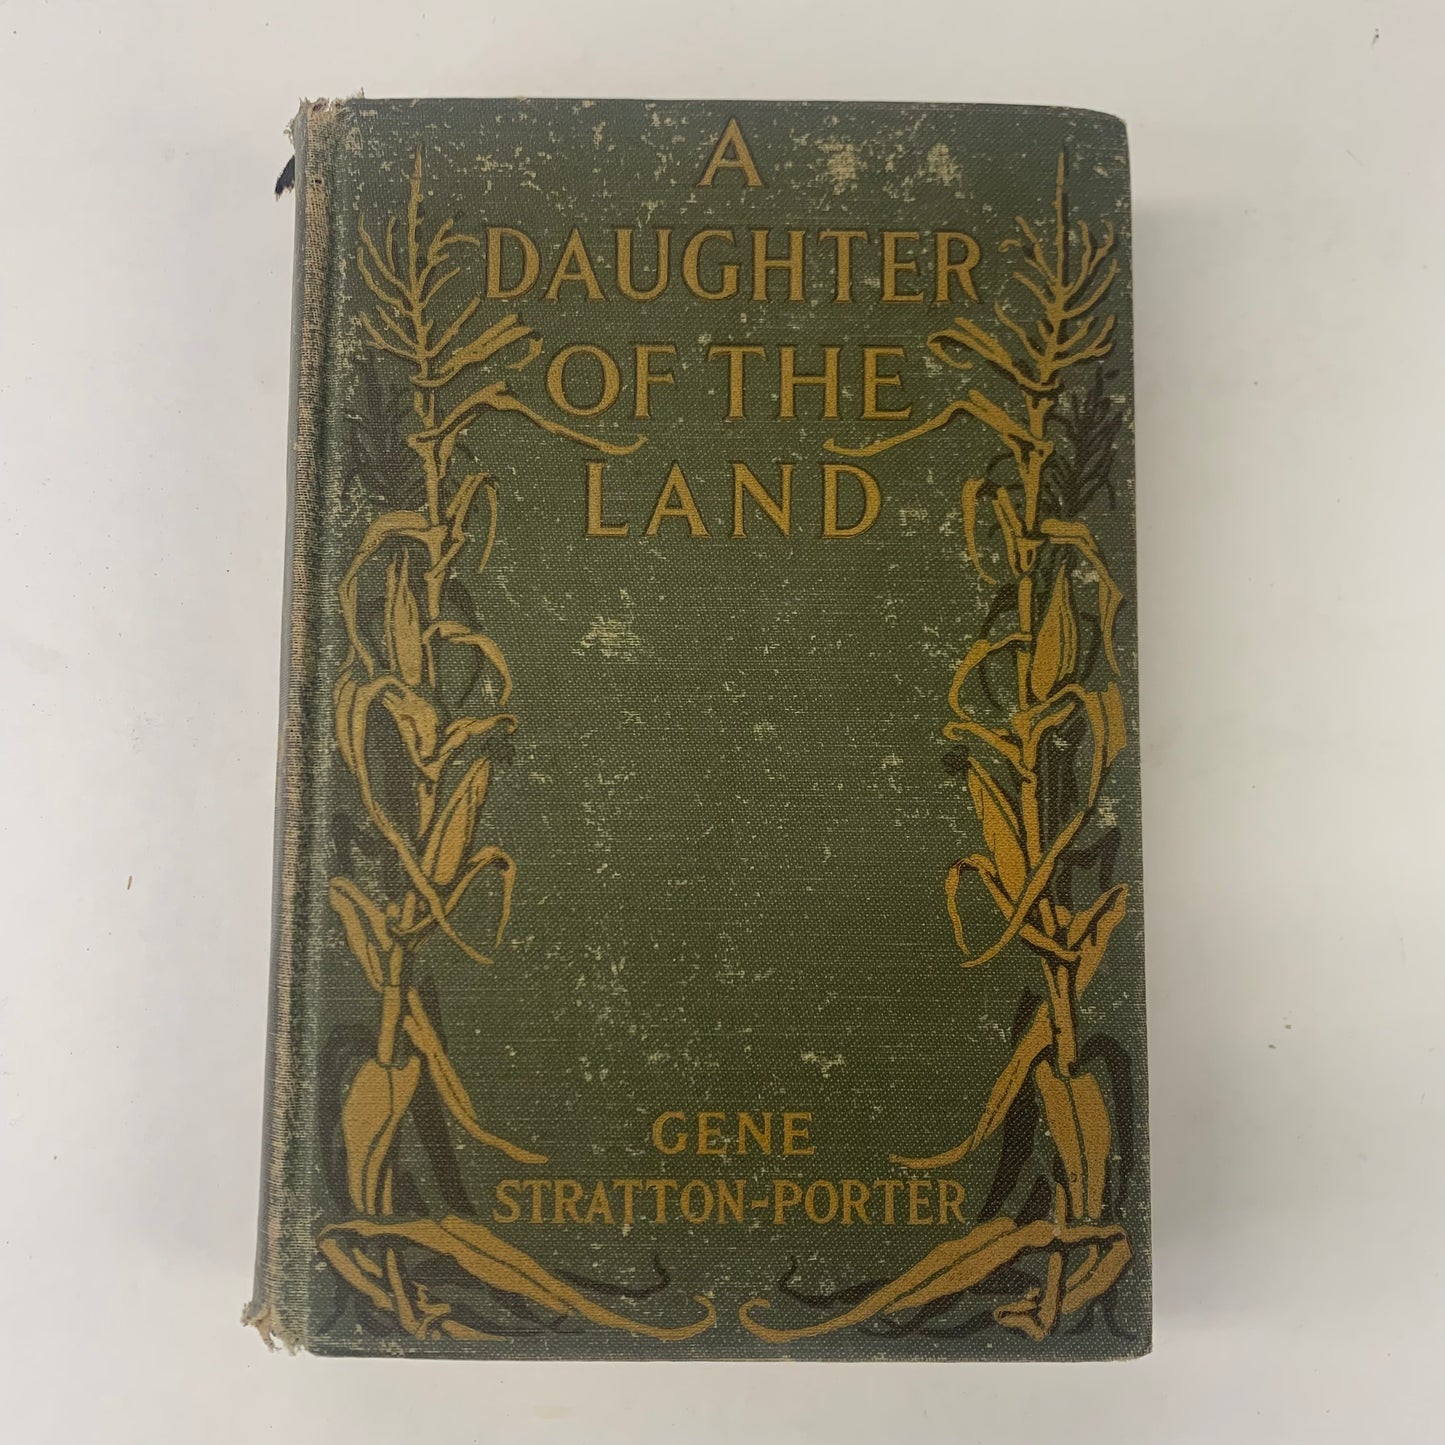 A
DAUGHTER
OF THE
LAND
GENE
STRATTON-PORTER